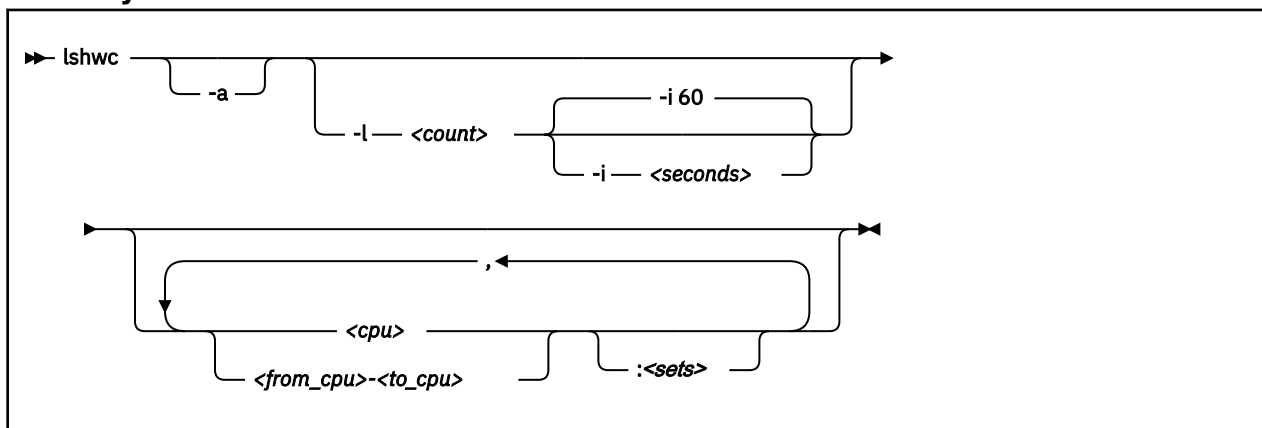 lshwc
-a
-i 60
-l <count>
-i <seconds>
,
<cpu>
<from_cpu>-<to_cpu>
:<sets>